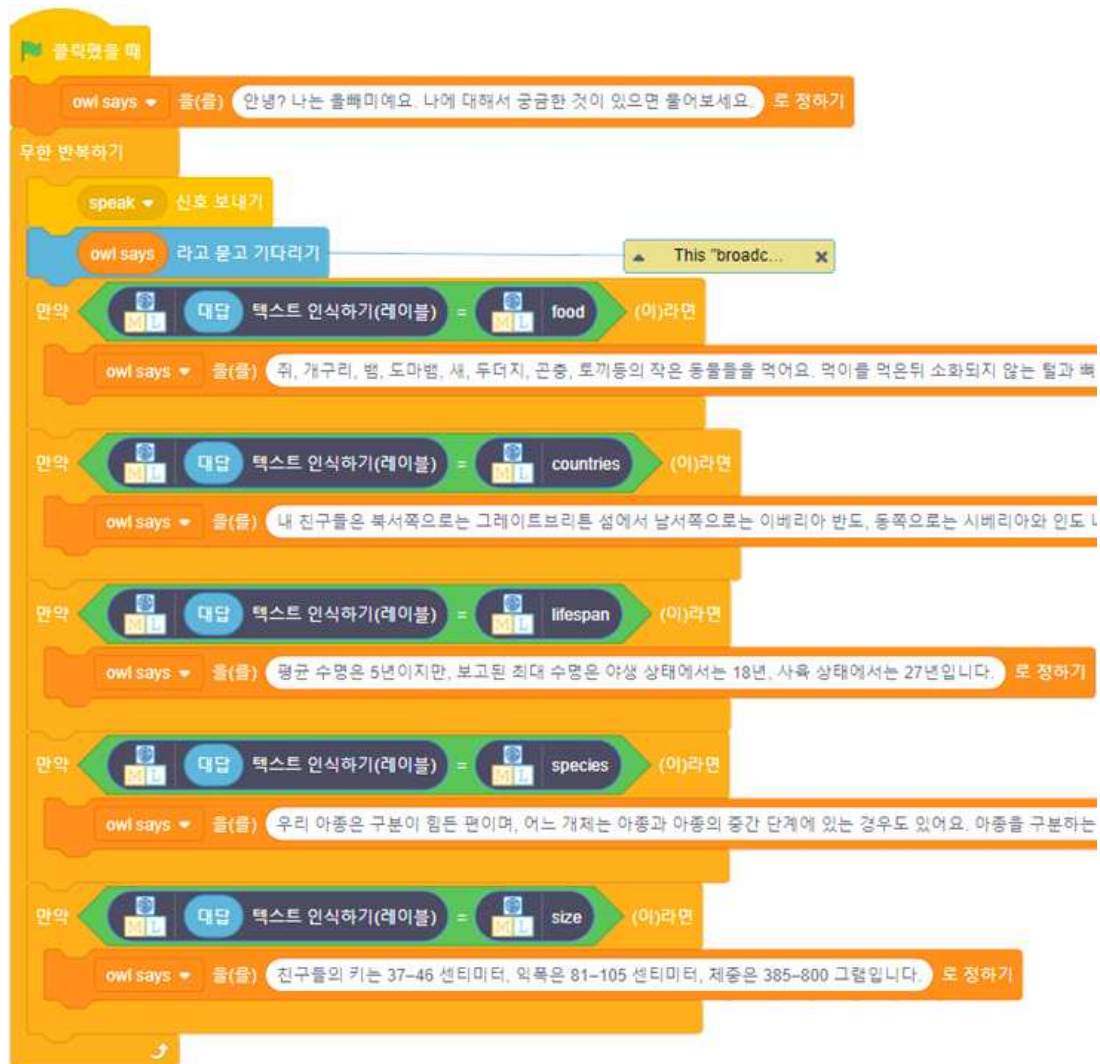 클릭했을 때
owl says 을(를) 안녕? 나는 올빼미예요. 나에 대해서 궁금한 것이 있으면 물어보세요. 로 정하기
무한 반복하기
speak 신호 보내기
owl says 라고 묻고 기다리기 This "broadc...
만약 ML 대답 텍스트 인식하기(레이블) = ML food (이)라면
owl says 을(를) 쥐, 개구리, 뱀, 도마뱀, 새, 두더지, 곤충, 토끼등의 작은 동물들을 먹어요. 먹이를 먹은뒤 소화되지 않는 털과 뼈
만약 ML 대답 텍스트 인식하기(레이블) = ML countries (이)라면
owl says 을(를) 내 친구들은 북서쪽으로는 그레이트브리튼 섬에서 남서쪽으로는 이베리아 반도, 동쪽으로는 시베리아와 인도
만약 ML 대답 텍스트 인식하기(레이블) = ML lifespan (이)라면
owl says 을(를) 평균 수명은 5년이지만, 보고된 최대 수명은 야생 상태에서는 18년, 사육 상태에서는 27년입니다. 로 정하기
만약 ML 대답 텍스트 인식하기(레이블) = ML species (이)라면
owl says 을(를) 우리 아종은 구분이 힘든 편이며, 어느 개체는 아종과 아종의 중간 단계에 있는 경우도 있어요. 아종을 구분하는
만약 ML 대답 텍스트 인식하기(레이블) = ML size (이)라면
owl says 을(를) 친구들의 키는 37–46 센티미터, 익폭은 81–105 센티미터, 체중은 385–800 그램입니다. 로 정하기